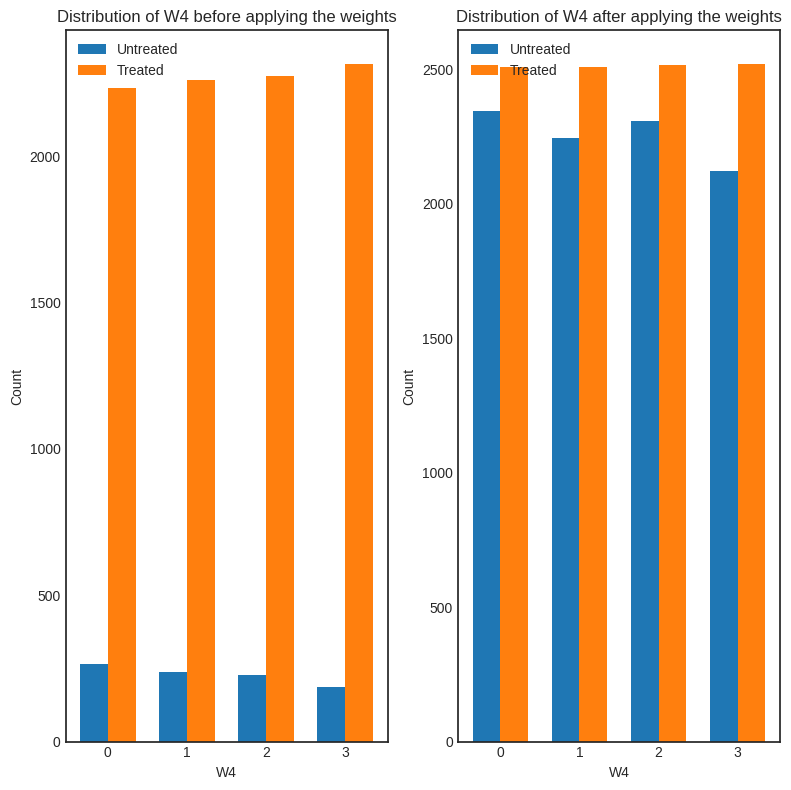 Distribution of W4 before applying the weights
Untreated
Treated
2000
1500
1000
500
0
Count
0 1 2 3
W4
Distribution of W4 after applying the weights
Untreated
Treated
2500
2000
1500
1000
500
0
Count
0 1 2 3
W4